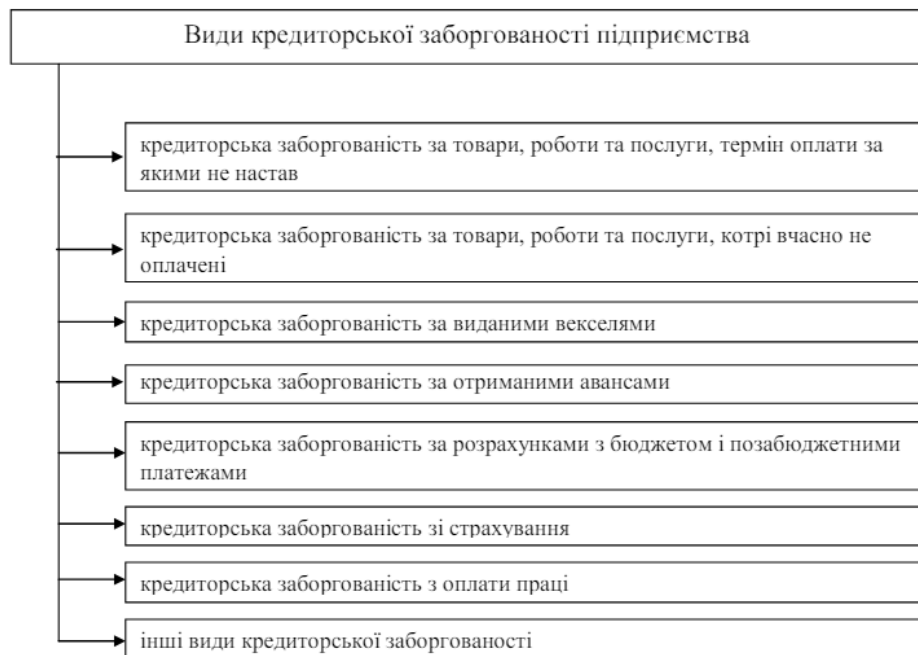 Види кредиторської заборгованості підприємства
кредиторська заборгованість за товари, роботи та послуги, термін оплати за
якими не настав
кредиторська заборгованість за товари, роботи та послуги, котрі вчасно не
оплачені
кредиторська заборгованість за виданими векселями
кредиторська заборгованість за отриманими авансами
кредиторська заборгованість за розрахунками з бюджетом і позабюджетними
платежами
кредиторська заборгованість зі страхування
кредиторська заборгованість з оплати праці
інші види кредиторської заборгованості